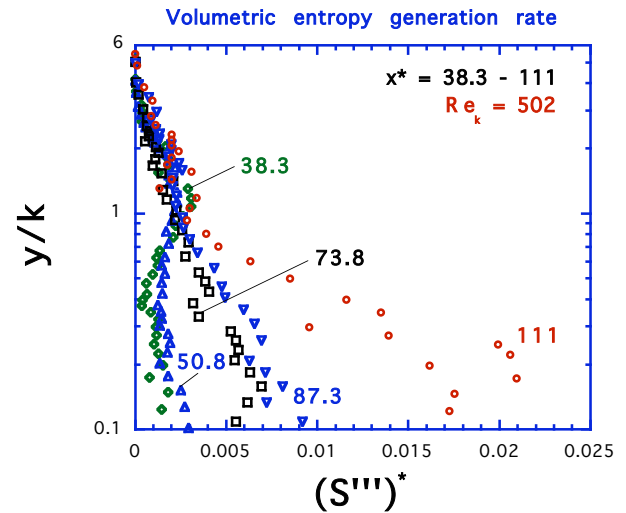 Volumetric entropy generation rate
6
x* = 38.3 - 111
Rek = 502
38.3
1
y/k
73.8
111
50.8
87.3
0.1
0 0.005 0.01 0.015 0.02 0.025
(S''')*